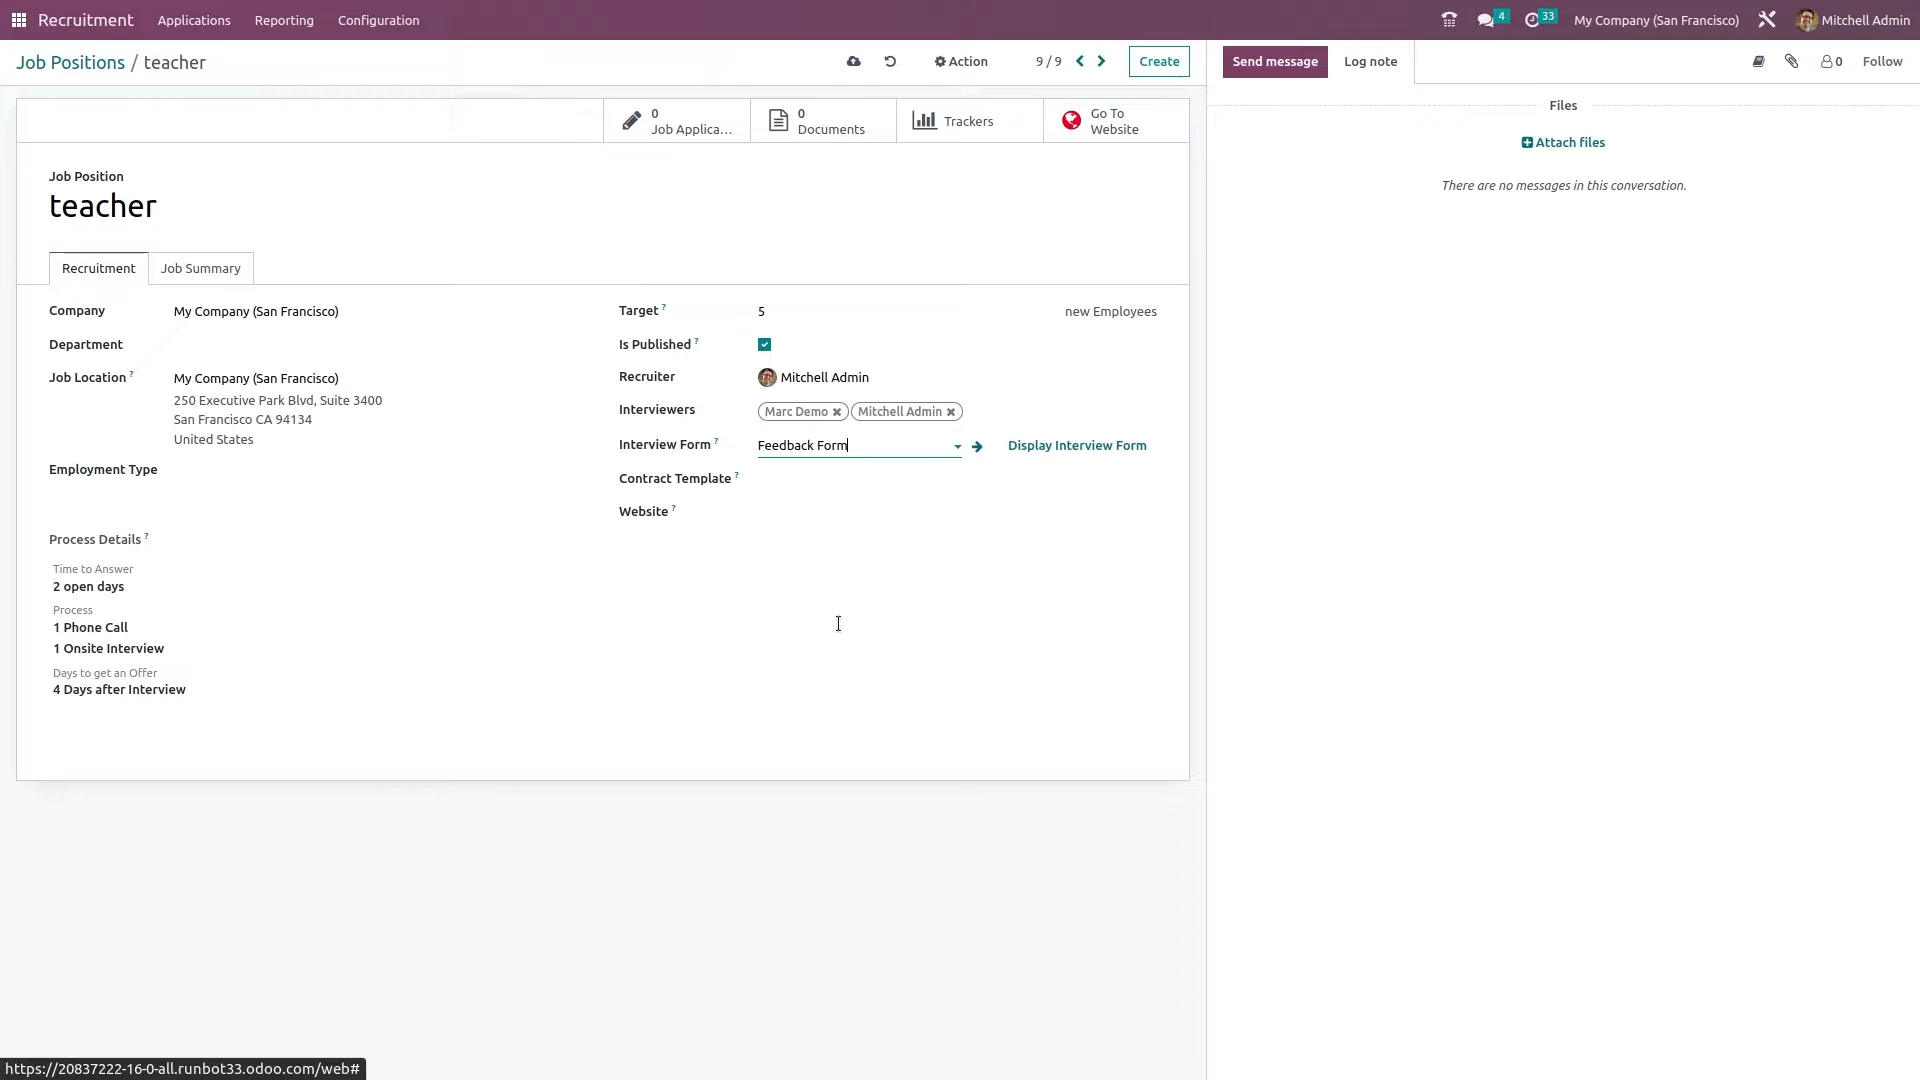 Recruitment Applications Reporting Configuration 4 33 My Company (San Francisco) Mitchell Admin
Job Positions / teacher Action 9 / 9 Create Send message Log note 0 Follow
Files
Attach files
There are no messages in this conversation.
0
Job Applica...
0
Documents
Trackers
Go To
Website
Job Position
teacher
Recruitment Job Summary
Company My Company (San Francisco)
Department
Job Location ? My Company (San Francisco)
250 Executive Park Blvd, Suite 3400
San Francisco CA 94134
United States
Employment Type
Target ? 5 new Employees
Is Published ?
Recruiter Mitchell Admin
Interviewers Marc Demo Mitchell Admin
Interview Form ? Feedback Form Display Interview Form
Contract Template ?
Website ?
Process Details ?
Time to Answer
2 open days
Process
1 Phone Call
1 Onsite Interview
Days to get an Offer
4 Days after Interview
https://20837222-16-0-all.runbot33.odoo.com/web#